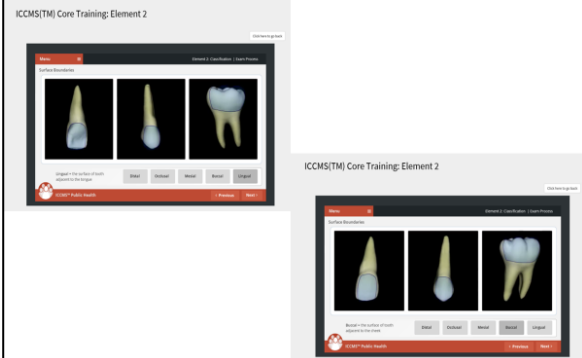 ICCMS(TM) Core Training: Element 2
Click here to go back
Menu
Element 2: Classification | Exam Process
Surface Boundaries
Lingual = the surface of tooth
adjacent to the tongue.
Distal Occlusal Mesial Buccal Lingual
ICCMS™ Public Health
< Previous Next >
ICCMS(TM) Core Training: Element 2
Click here to go back
Menu
Element 2: Classification | Exam Process
Surface Boundaries
Buccal = the surface of tooth
adjacent to the cheek.
Distal Occlusal Mesial Buccal Lingual
ICCMS™ Public Health
< Previous Next >